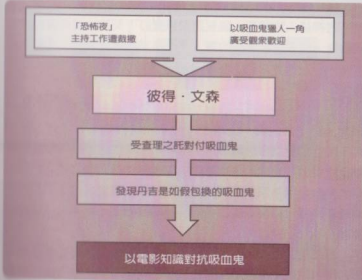 「恐怖夜」
主持工作遭裁撤
以吸血鬼獵人一角
廣受觀眾歡迎
彼得·文森
受查理之託對付吸血鬼
發現丹吉是如假包換的吸血鬼
以電影知識對抗吸血鬼